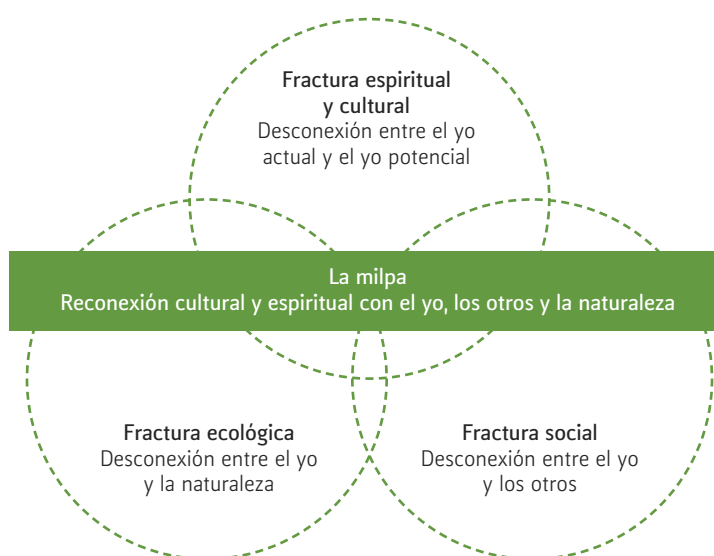 Fractura espiritual
y cultural
Desconexión entre el yo
actual y el yo potencial
La milpa
Reconexión cultural y espiritual con el yo, los otros y la naturaleza
Fractura ecológica
Desconexión entre el yo
y la naturaleza
Fractura social
Desconexión entre el yo
y los otros